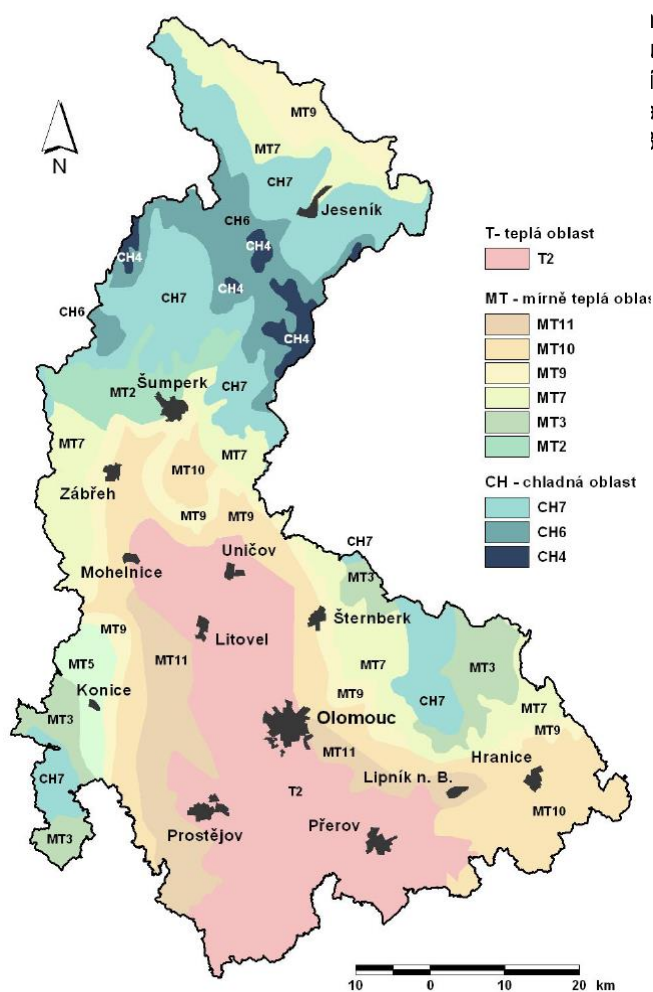 MT9
MT7
CH7
N
Jeseník
CH6
CH4
CH4
CH4
CH7
CH6
CH4
T- teplá oblast
T2
MT - mírně teplá oblas
MT11
MT10
MT9
MT7
MT3
MT2
CH - chladná oblast
CH7
CH6
CH4
MT2
Šumperk
CH7
MT7
MT10
MT7
Zábřeh
MT9
MT9
Uničov
Mohelnice
CH7
MT3
Šternberk
Litovel
MT9
MT11
MT5
MT7
MT3
Konice
MT9
CH7
MT7
MT3
Olomouc
MT9
MT11
Hranice
CH7
Lipník n. B.
T2
MT10
Prostějov
Přerov
MT3
10 0 10 20 km